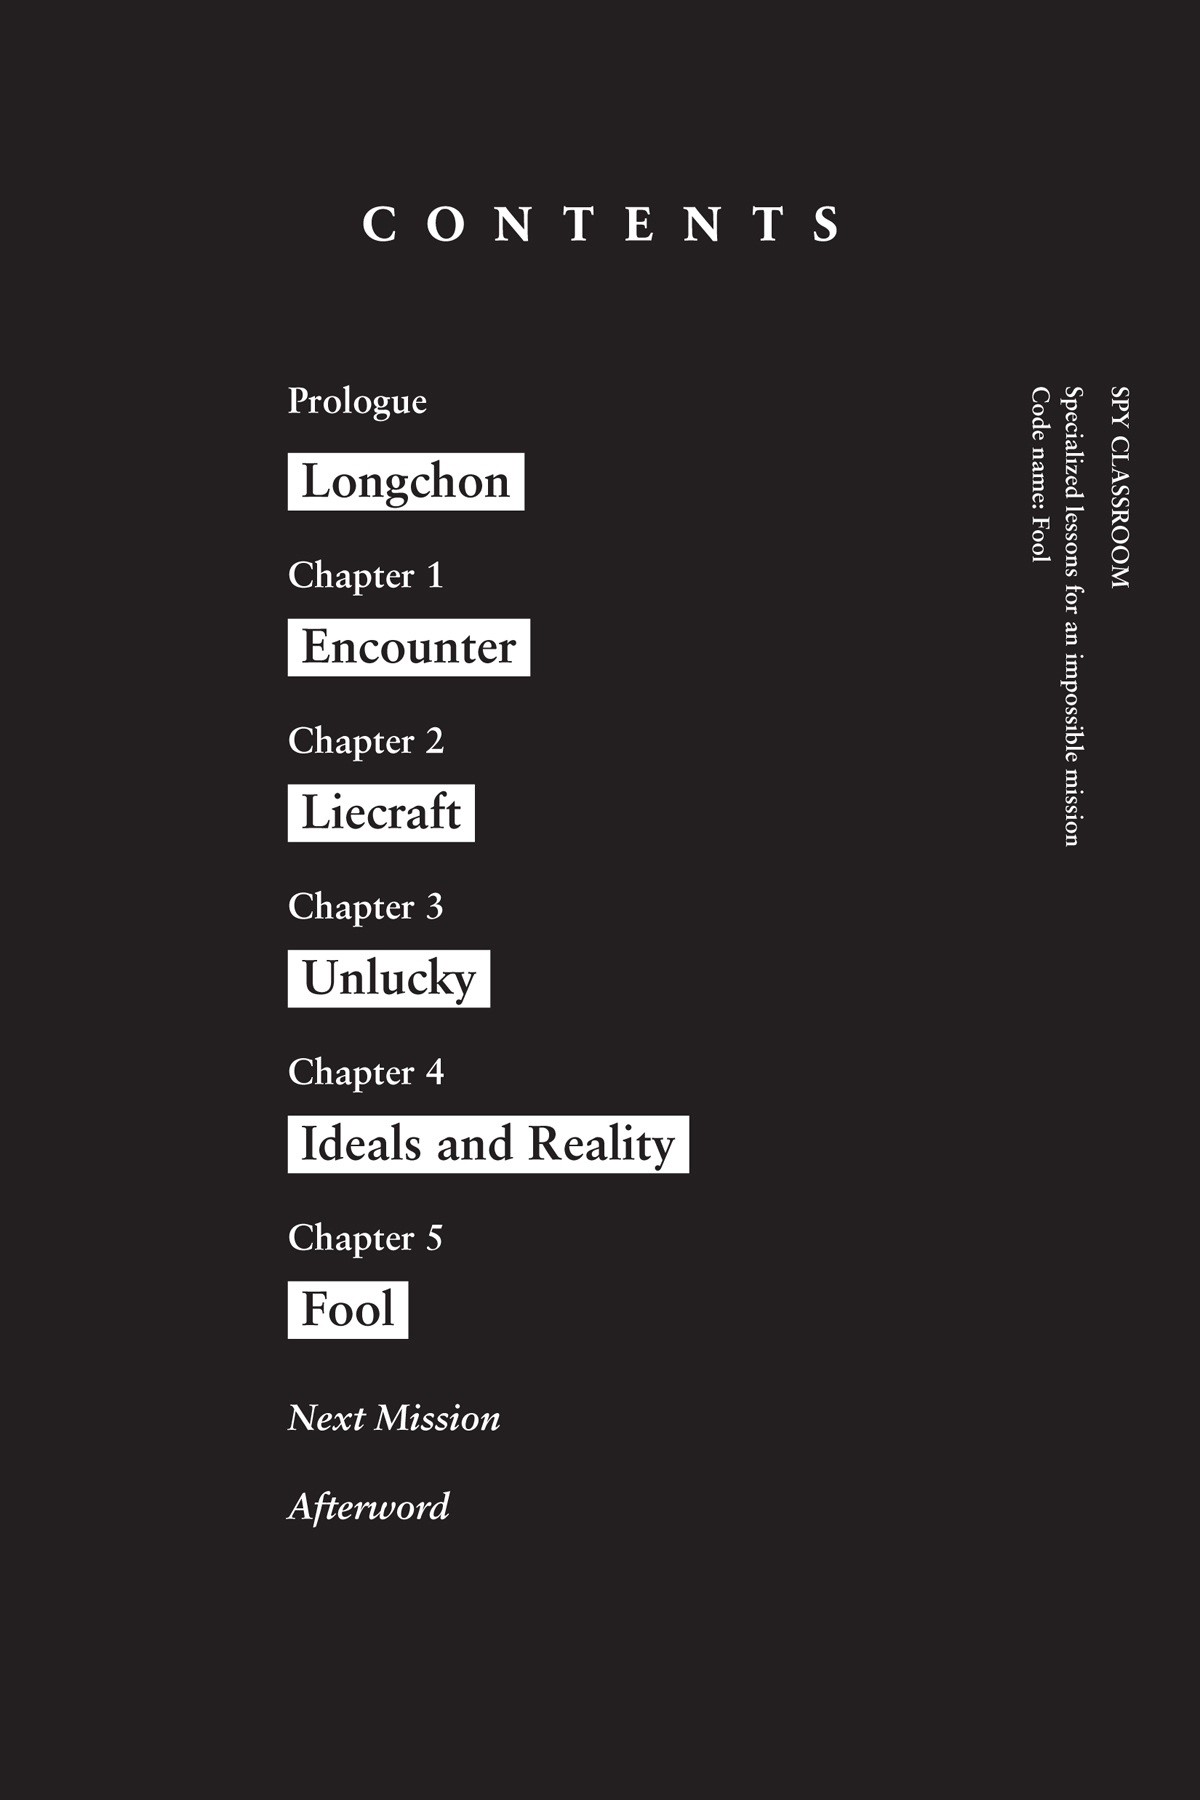 CONTENTS
Prologue
Longchon
Chapter 1
Encounter
Chapter 2
Liecraft
Chapter 3
Unlucky
Chapter 4
Ideals and Reality
Chapter 5
Fool
Next Mission
Afterword
SPY CLASSROOM
Specialized lessons for an impossible mission
Code name: Fool